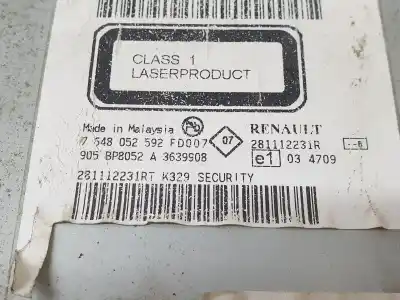 CLASS 1
LASERPRODUCT
Made in Malaysia RENAULT
7 648 052 592 FD007 07 281112231R
905 BP8052 A 3639908 e1 03 4709
281112231RT K329 SECURITY